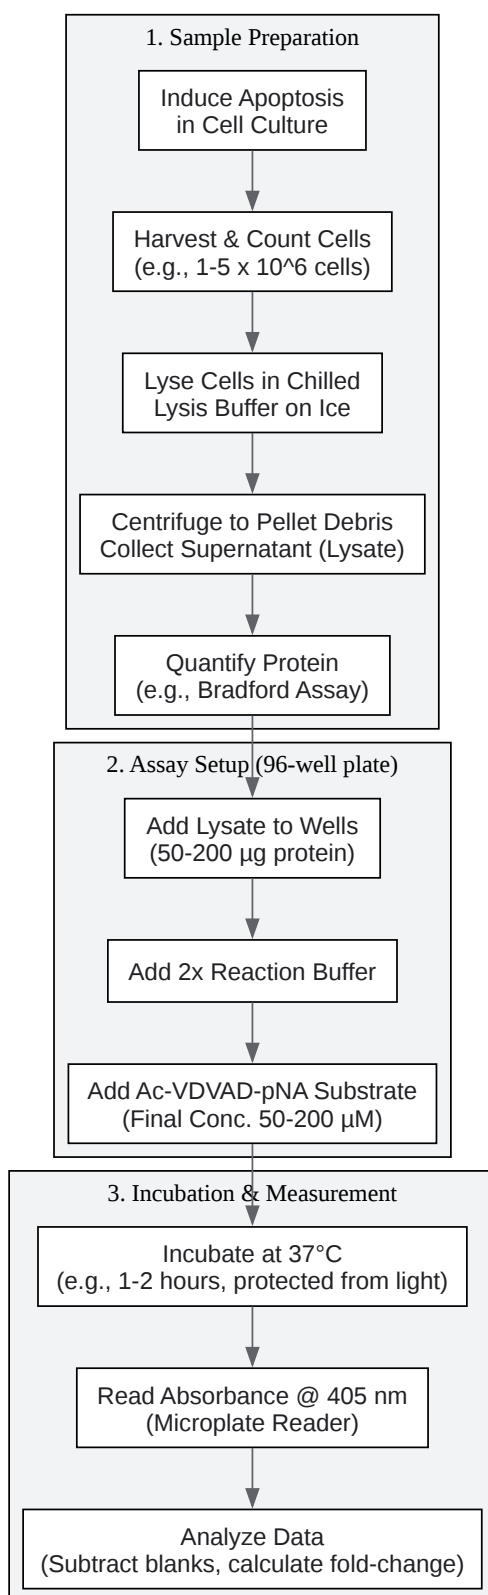 1. Sample Preparation
Induce Apoptosis
in Cell Culture
Harvest & Count Cells
(e.g., 1-5 x 10^6 cells)
Lyse Cells in Chilled
Lysis Buffer on Ice
Centrifuge to Pellet Debris
Collect Supernatant (Lysate)
Quantify Protein
(e.g., Bradford Assay)
2. Assay Setup (96-well plate)
Add Lysate to Wells
(50-200 µg protein)
Add 2x Reaction Buffer
Add Ac-VDVAD-pNA Substrate
(Final Conc. 50-200 µM)
3. Incubation & Measurement
Incubate at 37°C
(e.g., 1-2 hours, protected from light)
Read Absorbance @ 405 nm
(Microplate Reader)
Analyze Data
(Subtract blanks, calculate fold-change)